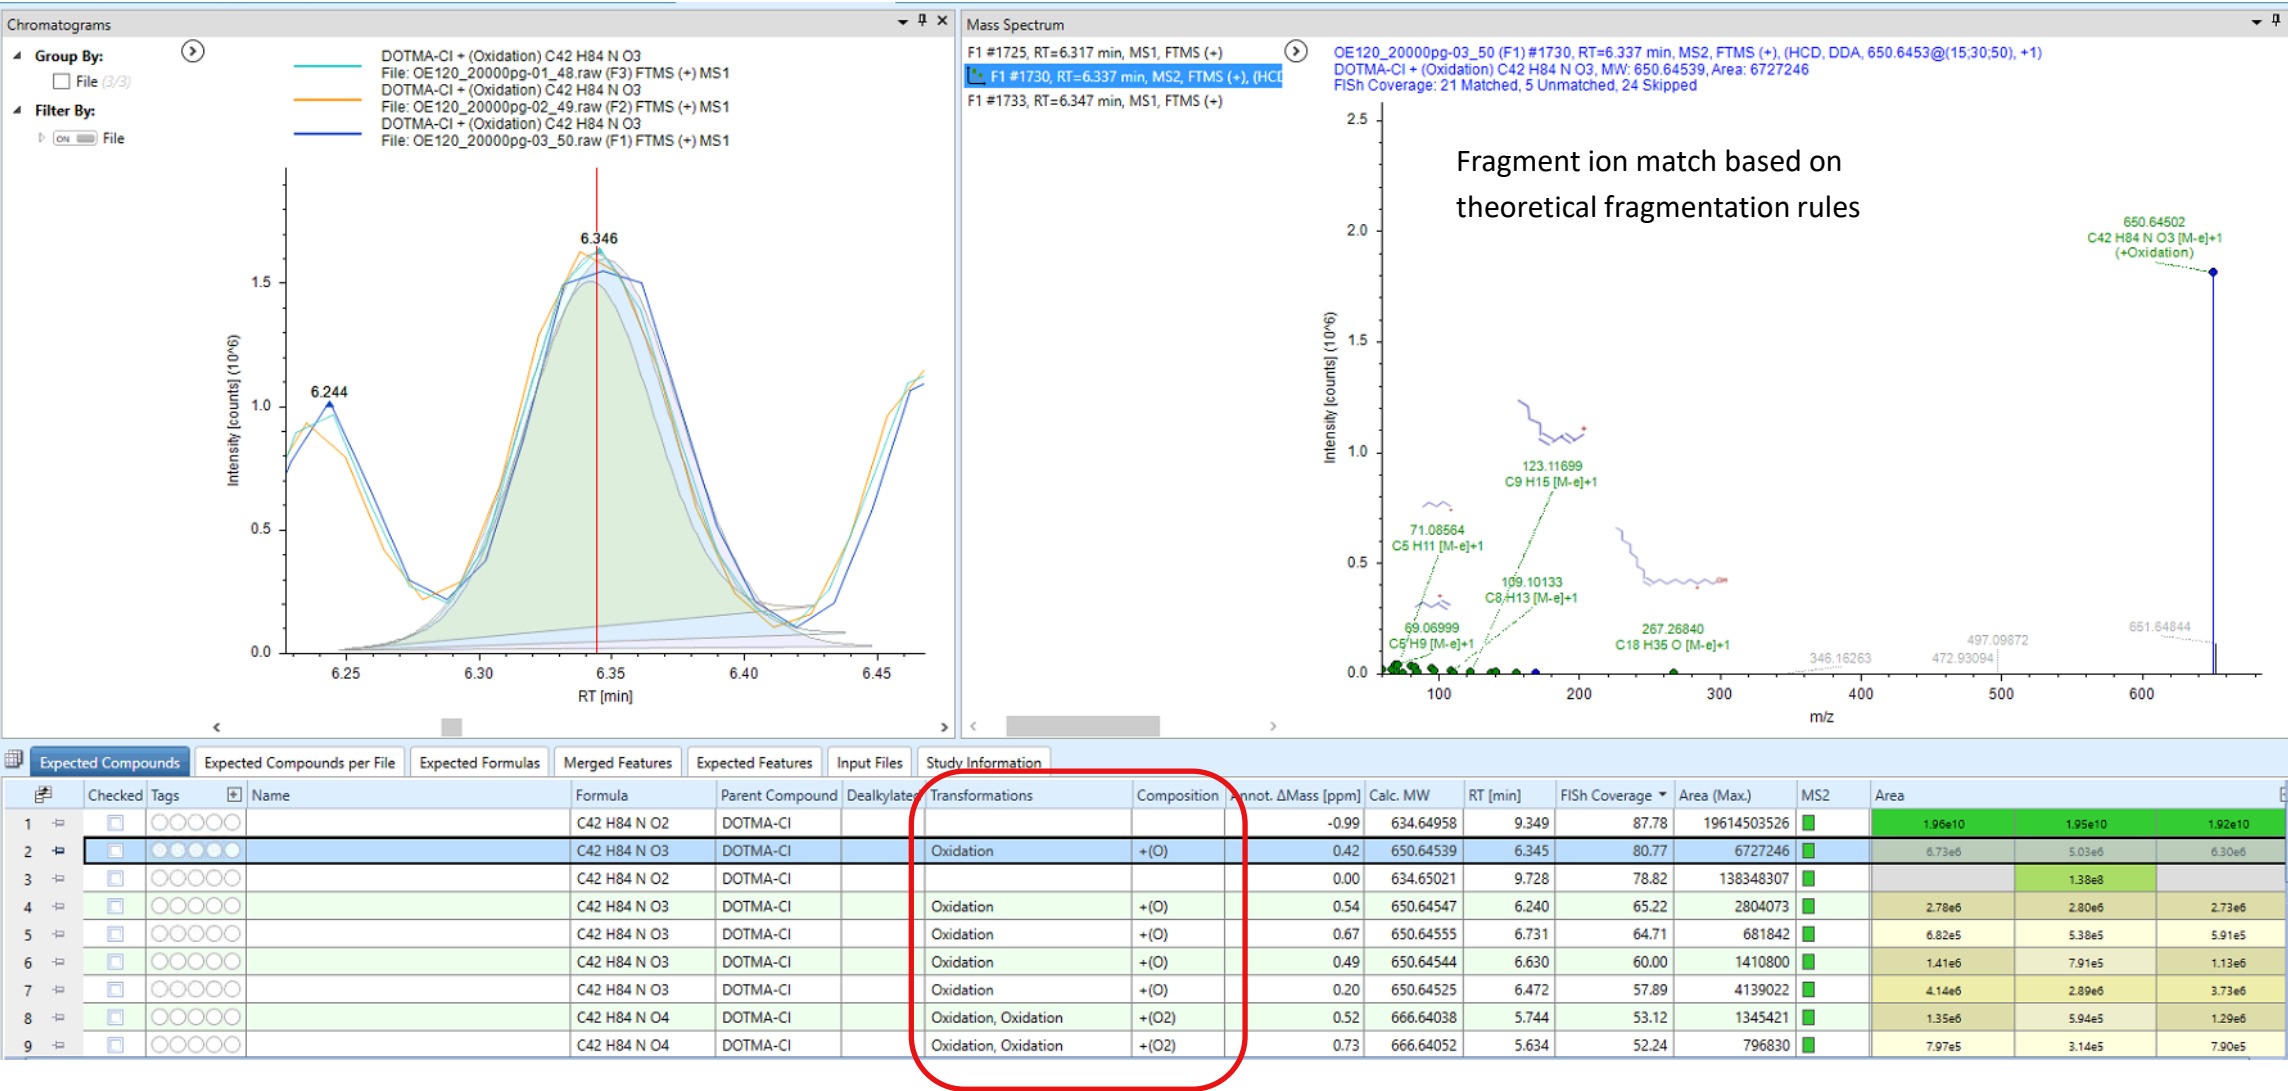 Chromatograms
Group By:
File (3/3)
Filter By:
ON File
DOTMA-Cl + (Oxidation) C42 H84 N O3
File: OE120_20000pg-01_48.raw (F3) FTMS (+) MS1
DOTMA-Cl + (Oxidation) C42 H84 N O3
File: OE120_20000pg-02_49.raw (F2) FTMS (+) MS1
DOTMA-Cl + (Oxidation) C42 H84 N O3
File: OE120_20000pg-03_50.raw (F1) FTMS (+) MS1
6.346
6.244
1.5
1.0
0.5
0.0
Intensity [counts] (10^6)
6.25 6.30 6.35 6.40 6.45
RT [min]
Mass Spectrum
F1 #1725, RT=6.317 min, MS1, FTMS (+)
F1 #1730, RT=6.337 min, MS2, FTMS (+), (HCD
F1 #1733, RT=6.347 min, MS1, FTMS (+)
OE120_20000pg-03_50 (F1) #1730, RT=6.337 min, MS2, FTMS (+), (HCD, DDA, 650.6453@(15;30;50), +1)
DOTMA-Cl + (Oxidation) C42 H84 N O3, MW: 650.64539, Area: 6727246
FISh Coverage: 21 Matched, 5 Unmatched, 24 Skipped
Fragment ion match based on
theoretical fragmentation rules
2.5
2.0
1.5
1.0
0.5
0.0
Intensity [counts] (10^6)
650.64502
C42 H84 N O3 [M-e]+1
(+Oxidation)
123.11699
C9 H15 [M-e]+1
71.08564
C5 H11 [M-e]+1
109.10133
C8 H13 [M-e]+1
69.06999
C5 H9 [M-e]+1
267.26840
C18 H35 O [M-e]+1
346.16263
472.93094
497.09872
651.64844
100 200 300 400 500 600
m/z
Expected Compounds Expected Compounds per File Expected Formulas Merged Features Expected Features Input Files Study Information
Checked Tags Name Formula Parent Compound Dealkylated Transformations Composition Annot. ΔMass [ppm] Calc. MW RT [min] FISh Coverage Area (Max.) MS2 Area
1 C42 H84 N O2 DOTMA-Cl -0.99 634.64958 9.349 87.78 19614503526 1.96e10 1.95e10 1.92e10
2 C42 H84 N O3 DOTMA-Cl Oxidation +(O) 0.42 650.64539 6.345 80.77 6727246 6.73e6 5.03e6 6.30e6
3 C42 H84 N O2 DOTMA-Cl 0.00 634.65021 9.728 78.82 138348307 1.38e8
4 C42 H84 N O3 DOTMA-Cl Oxidation +(O) 0.54 650.64547 6.240 65.22 2804073 2.78e6 2.80e6 2.73e6
5 C42 H84 N O3 DOTMA-Cl Oxidation +(O) 0.67 650.64555 6.731 64.71 681842 6.82e5 5.38e5 5.91e5
6 C42 H84 N O3 DOTMA-Cl Oxidation +(O) 0.49 650.64544 6.630 60.00 1410800 1.41e6 7.91e5 1.13e6
7 C42 H84 N O3 DOTMA-Cl Oxidation +(O) 0.20 650.64525 6.472 57.89 4139022 4.14e6 2.89e6 3.73e6
8 C42 H84 N O4 DOTMA-Cl Oxidation, Oxidation +(O2) 0.52 666.64038 5.744 53.12 1345421 1.35e6 5.94e5 1.29e6
9 C42 H84 N O4 DOTMA-Cl Oxidation, Oxidation +(O2) 0.73 666.64052 5.634 52.24 796830 7.97e5 3.14e5 7.90e5